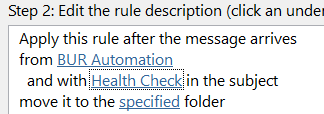 Step 2: Edit the rule description (click an under
Apply this rule after the message arrives
from BUR Automation
and with Health Check in the subject
move it to the specified folder